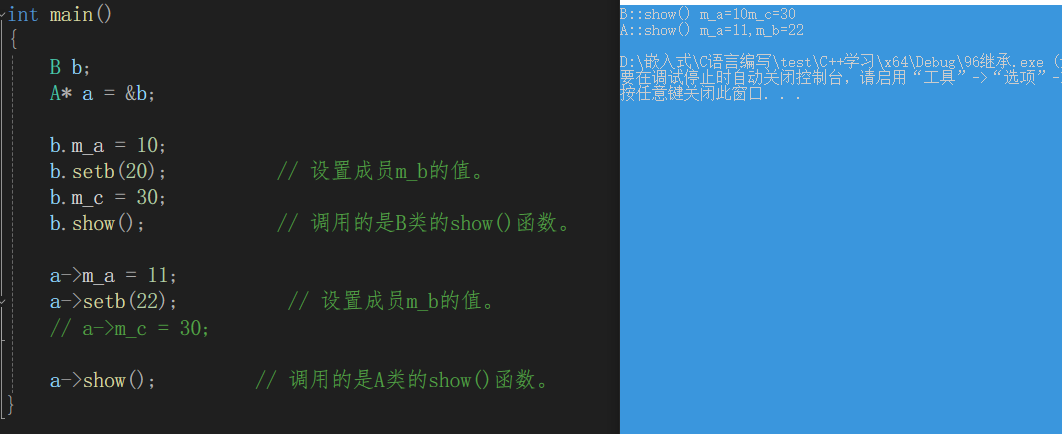 int main()
{
B b;
A* a = &b;
b.m_a = 10;
b.setb(20); // 设置成员m_b的值。
b.m_c = 30;
b.show(); // 调用的是B类的show()函数。
a->m_a = 11;
a->setb(22); // 设置成员m_b的值。
// a->m_c = 30;
a->show(); // 调用的是A类的show()函数。
}
B::show() m_a=10m_c=30
A::show() m_a=11,m_b=22
D:\嵌入式\C语言编写\test\C++学习\x64\Debug\96继承.exe (
要在调试停止时自动关闭控制台，请启用“工具”->“选项”-
按任意键关闭此窗口. . .